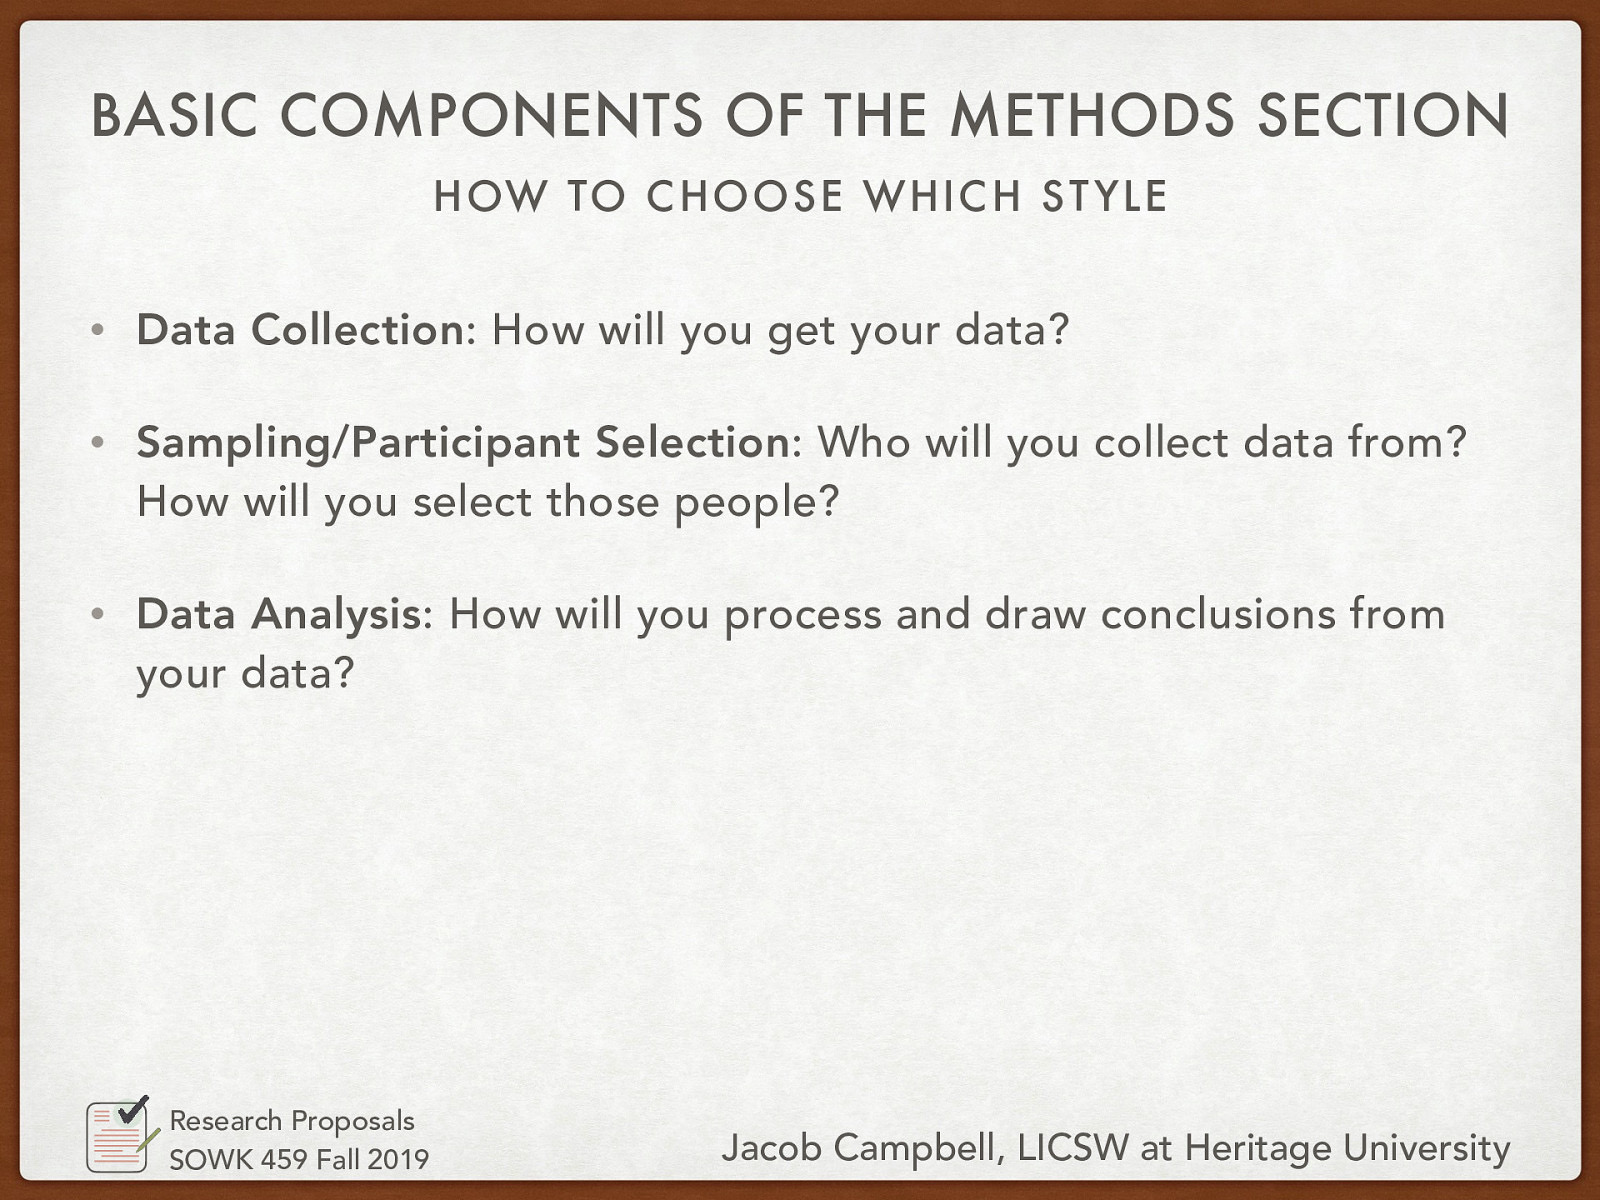 BASIC COMPONENTS OF THE METHODS SECTION
HOW TO CHOOSE WHICH STYLE
• Data Collection: How will you get your data?
• Sampling/Participant Selection: Who will you collect data from?
How will you select those people?
• Data Analysis: How will you process and draw conclusions from
your data?
Research Proposals
SOWK 459 Fall 2019
Jacob Campbell, LICSW at Heritage University